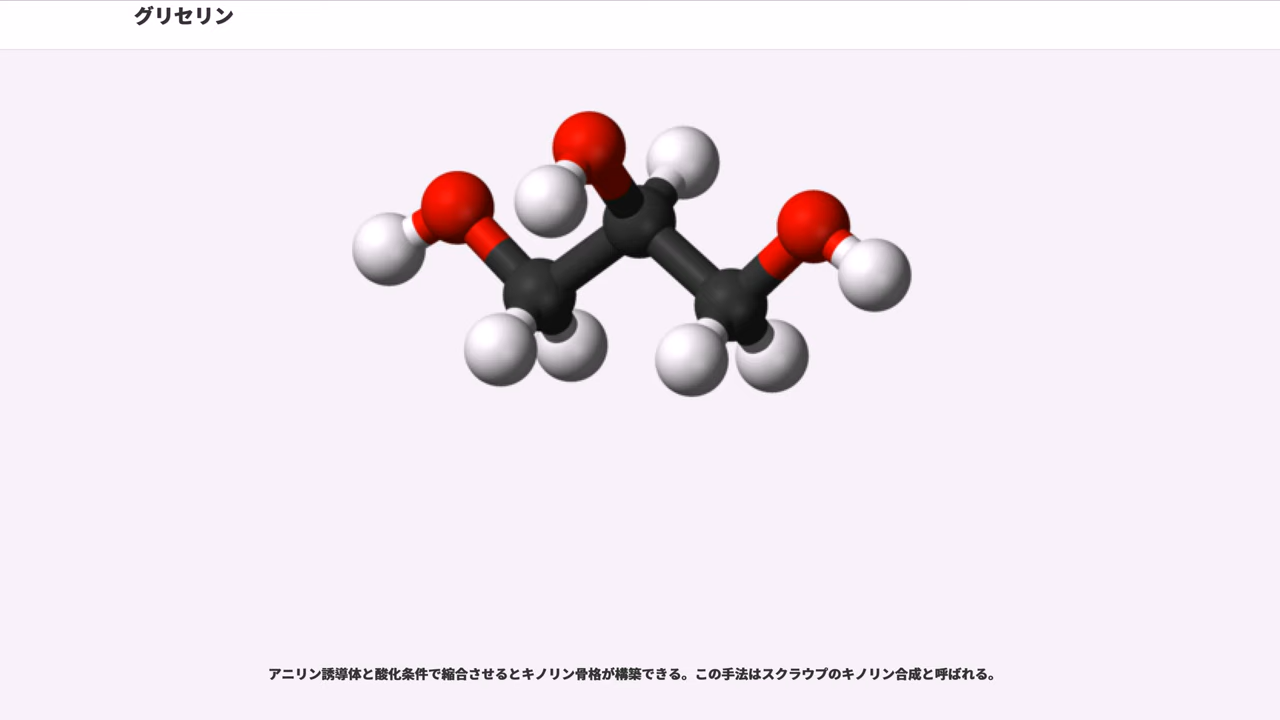 グリセリン
アニリン誘導体と酸化条件で縮合させるとキノリン骨格が構築できる。この手法はスクラウプのキノリン合成と呼ばれる。